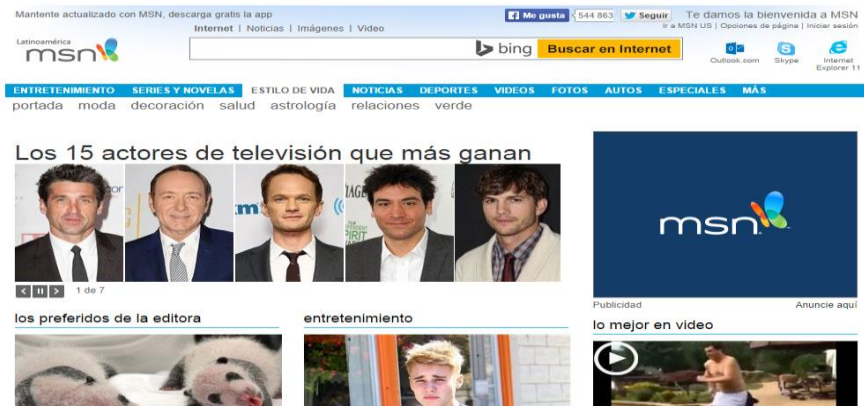 Mantente actualizado con MSN, descarga gratis la app
Me gusta 544 863 Seguir Te damos la bienvenida a MSN
Internet | Noticias | Imágenes | Video
Ir a MSN US | Opciones de página | Iniciar sesión
Latinoamérica
msn
bing Buscar en Internet
Outlook.com Skype Internet Explorer 11
ENTRETENIMIENTO SERIES Y NOVELAS ESTILO DE VIDA NOTICIAS DEPORTES VIDEOS FOTOS AUTOS ESPECIALES MÁS
portada moda decoración salud astrología relaciones verde
Los 15 actores de televisión que más ganan
msn
1 de 7
Publicidad Anuncie aquí
los preferidos de la editora
entretenimiento
lo mejor en video